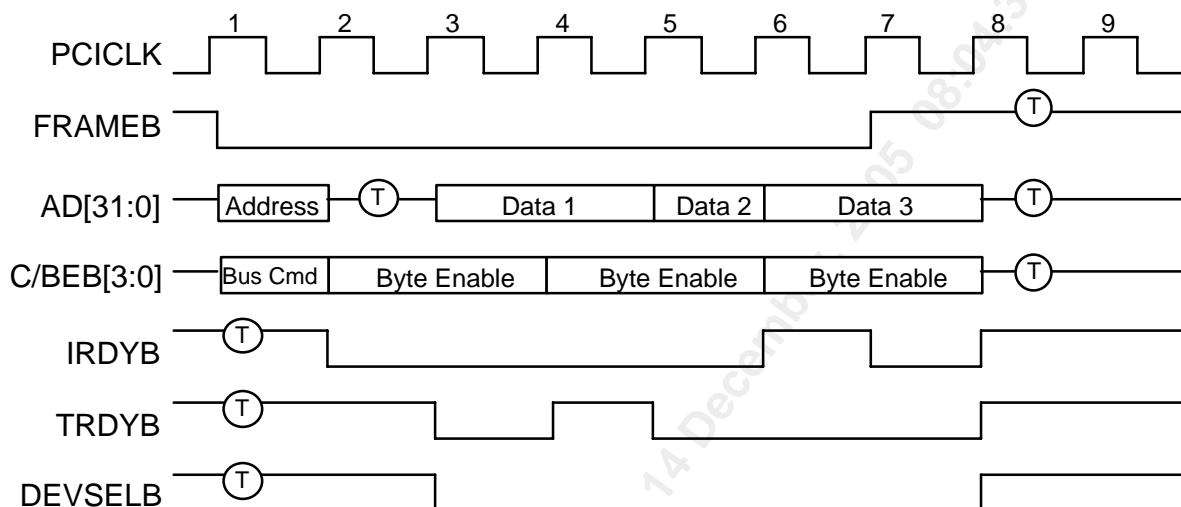 1 2 3 4 5 6 7 8 9
PCICLK
FRAMEB
T
AD[31:0]
Address
T
Data 1
Data 2
Data 3
T
C/BEB[3:0]
Bus Cmd
Byte Enable
Byte Enable
Byte Enable
T
IRDYB
T
TRDYB
T
DEVSELB
T